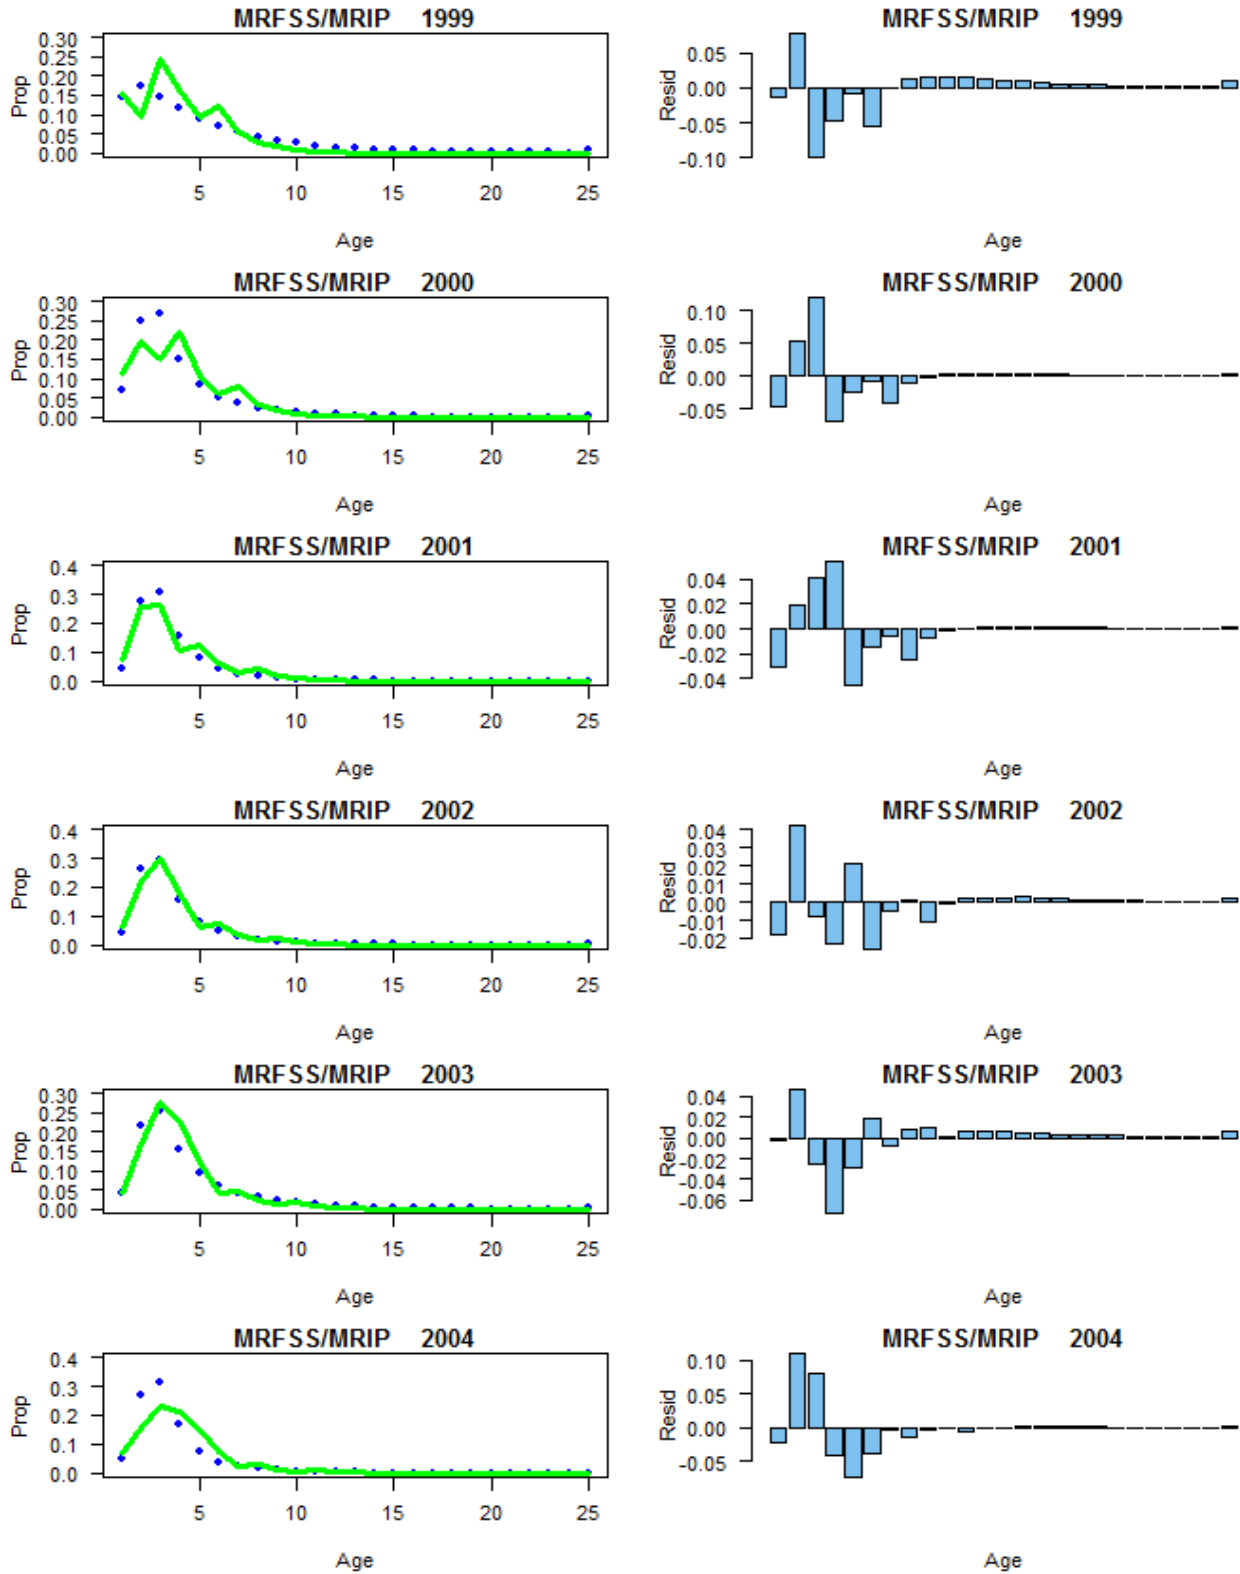 MRFSS/MRIP 1999
Prop
0.30
0.25
0.20
0.15
0.10
0.05
0.00
5 10 15 20 25
Age
MRFSS/MRIP 1999
Resid
0.05
0.00
-0.05
-0.10
Age
MRFSS/MRIP 2000
Prop
0.30
0.25
0.20
0.15
0.10
0.05
0.00
5 10 15 20 25
Age
MRFSS/MRIP 2000
Resid
0.10
0.05
0.00
-0.05
Age
MRFSS/MRIP 2001
Prop
0.4
0.3
0.2
0.1
0.0
5 10 15 20 25
Age
MRFSS/MRIP 2001
Resid
0.04
0.02
0.00
-0.02
-0.04
Age
MRFSS/MRIP 2002
Prop
0.4
0.3
0.2
0.1
0.0
5 10 15 20 25
Age
MRFSS/MRIP 2002
Resid
0.04
0.03
0.02
0.01
0.00
-0.01
-0.02
Age
MRFSS/MRIP 2003
Prop
0.30
0.25
0.20
0.15
0.10
0.05
0.00
5 10 15 20 25
Age
MRFSS/MRIP 2003
Resid
0.04
0.02
0.00
-0.02
-0.04
-0.06
Age
MRFSS/MRIP 2004
Prop
0.4
0.3
0.2
0.1
0.0
5 10 15 20 25
Age
MRFSS/MRIP 2004
Resid
0.10
0.05
0.00
-0.05
Age